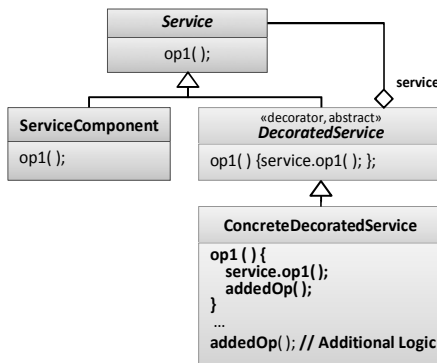 Service
op1( );
service
ServiceComponent
op1( );
«decorator, abstract»
DecoratedService
op1( ) {service.op1( ); };
ConcreteDecoratedService
op1 ( ) {
service.op1( );
addedOp( );
}
...
addedOp( ); // Additional Logic